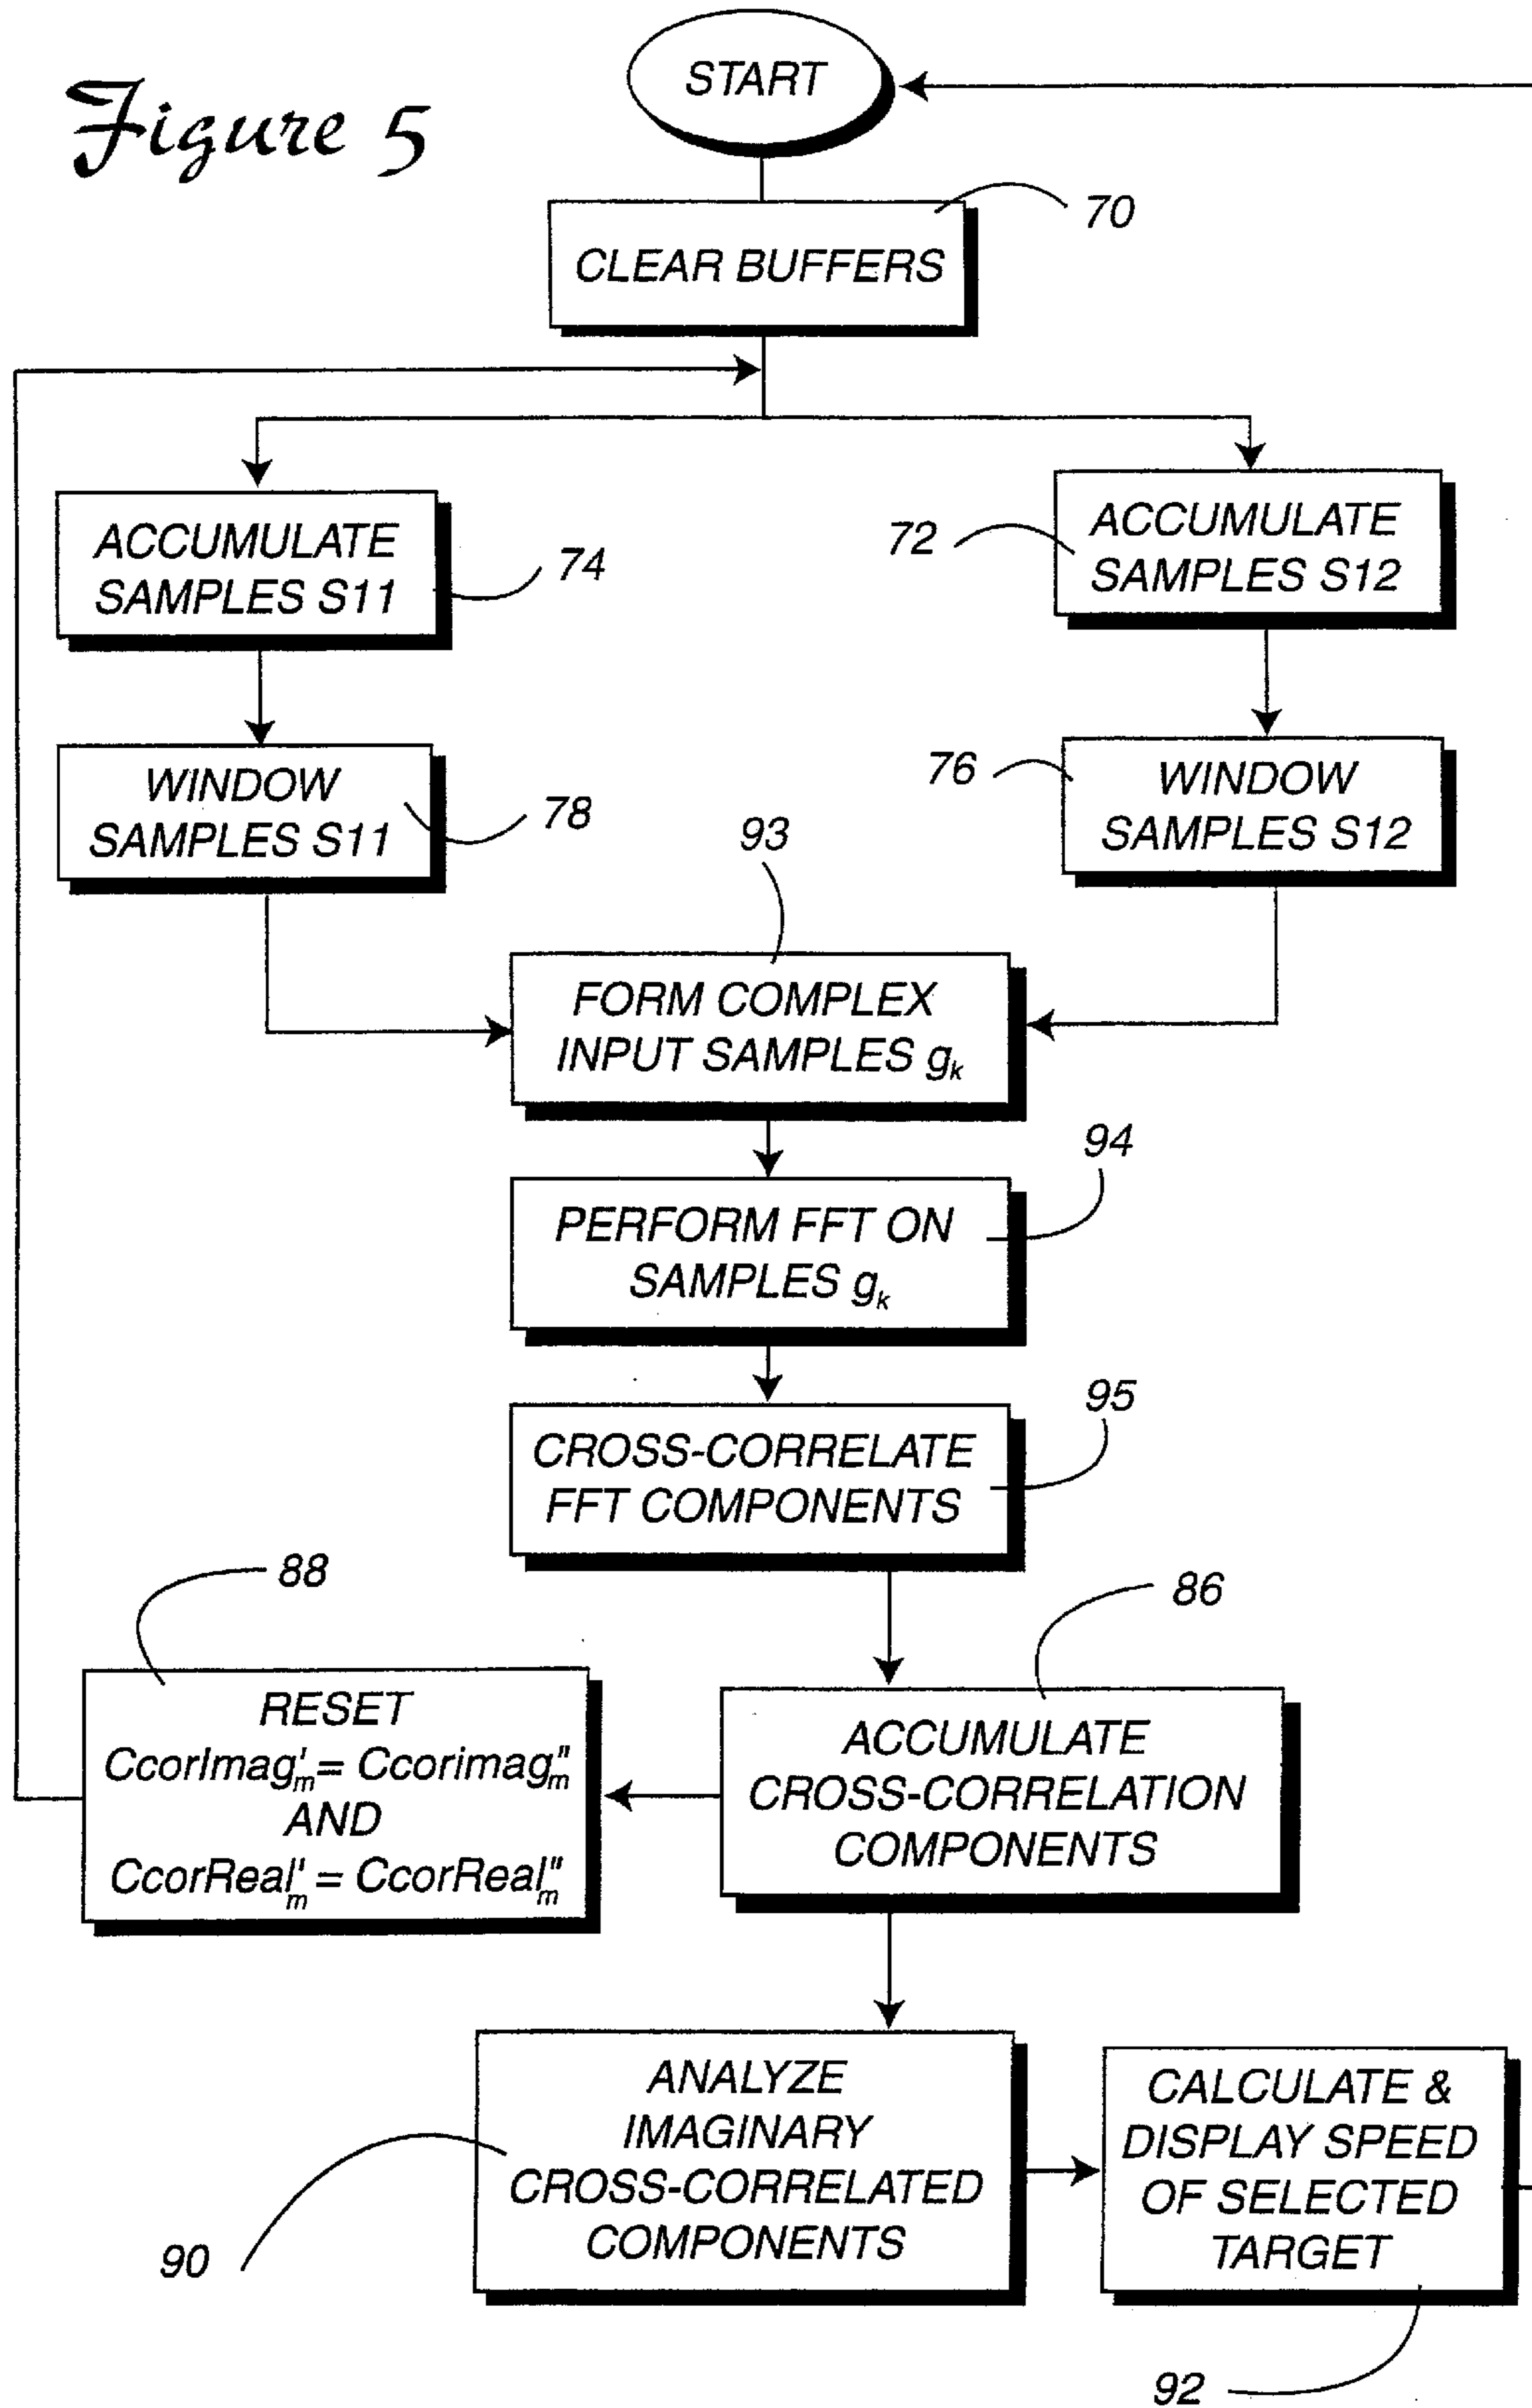 Figure 5
START
70
CLEAR BUFFERS
ACCUMULATE
SAMPLES S11
74
72
ACCUMULATE
SAMPLES S12
WINDOW
SAMPLES S11
78
76
WINDOW
SAMPLES S12
93
FORM COMPLEX
INPUT SAMPLES gk
94
PERFORM FFT ON
SAMPLES gk
95
CROSS-CORRELATE
FFT COMPONENTS
88
RESET
CcorImag'm = Ccorimag"m
AND
CcorReal'm = CcorReal"m
86
ACCUMULATE
CROSS-CORRELATION
COMPONENTS
90
ANALYZE
IMAGINARY
CROSS-CORRELATED
COMPONENTS
CALCULATE &
DISPLAY SPEED
OF SELECTED
TARGET
92